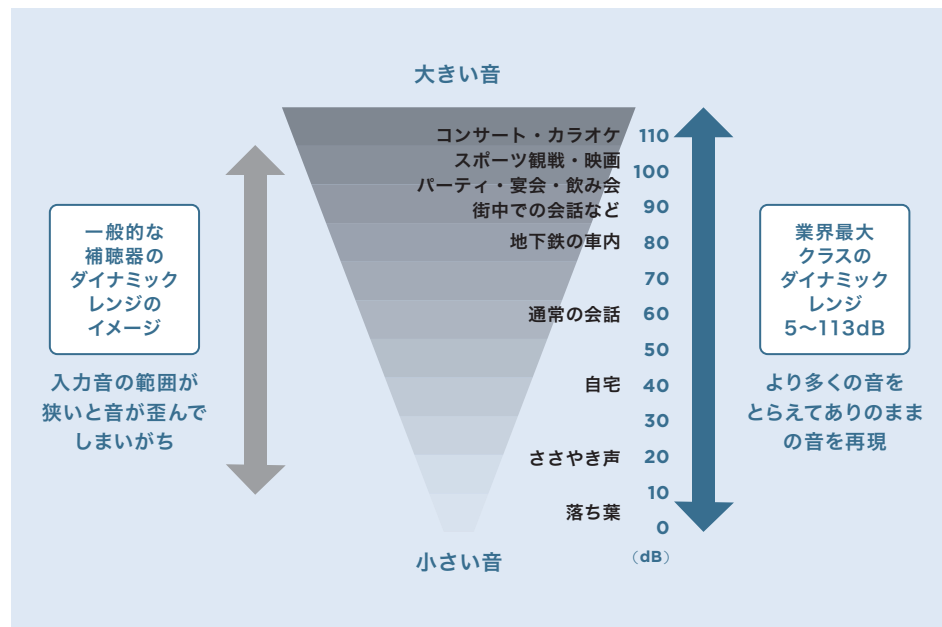 大きい音
コンサート・カラオケ
スポーツ観戦・映画
パーティ・宴会・飲み会
街中での会話など
地下鉄の車内
通常の会話
自宅
ささやき声
落ち葉
110
100
90
80
70
60
50
40
30
20
10
0
（dB）
小さい音
一般的な
補聴器の
ダイナミック
レンジの
イメージ
入力音の範囲が
狭いと音が歪んで
しまいがち
業界最大
クラスの
ダイナミック
レンジ
5〜113dB
より多くの音を
とらえてありのまま
の音を再現